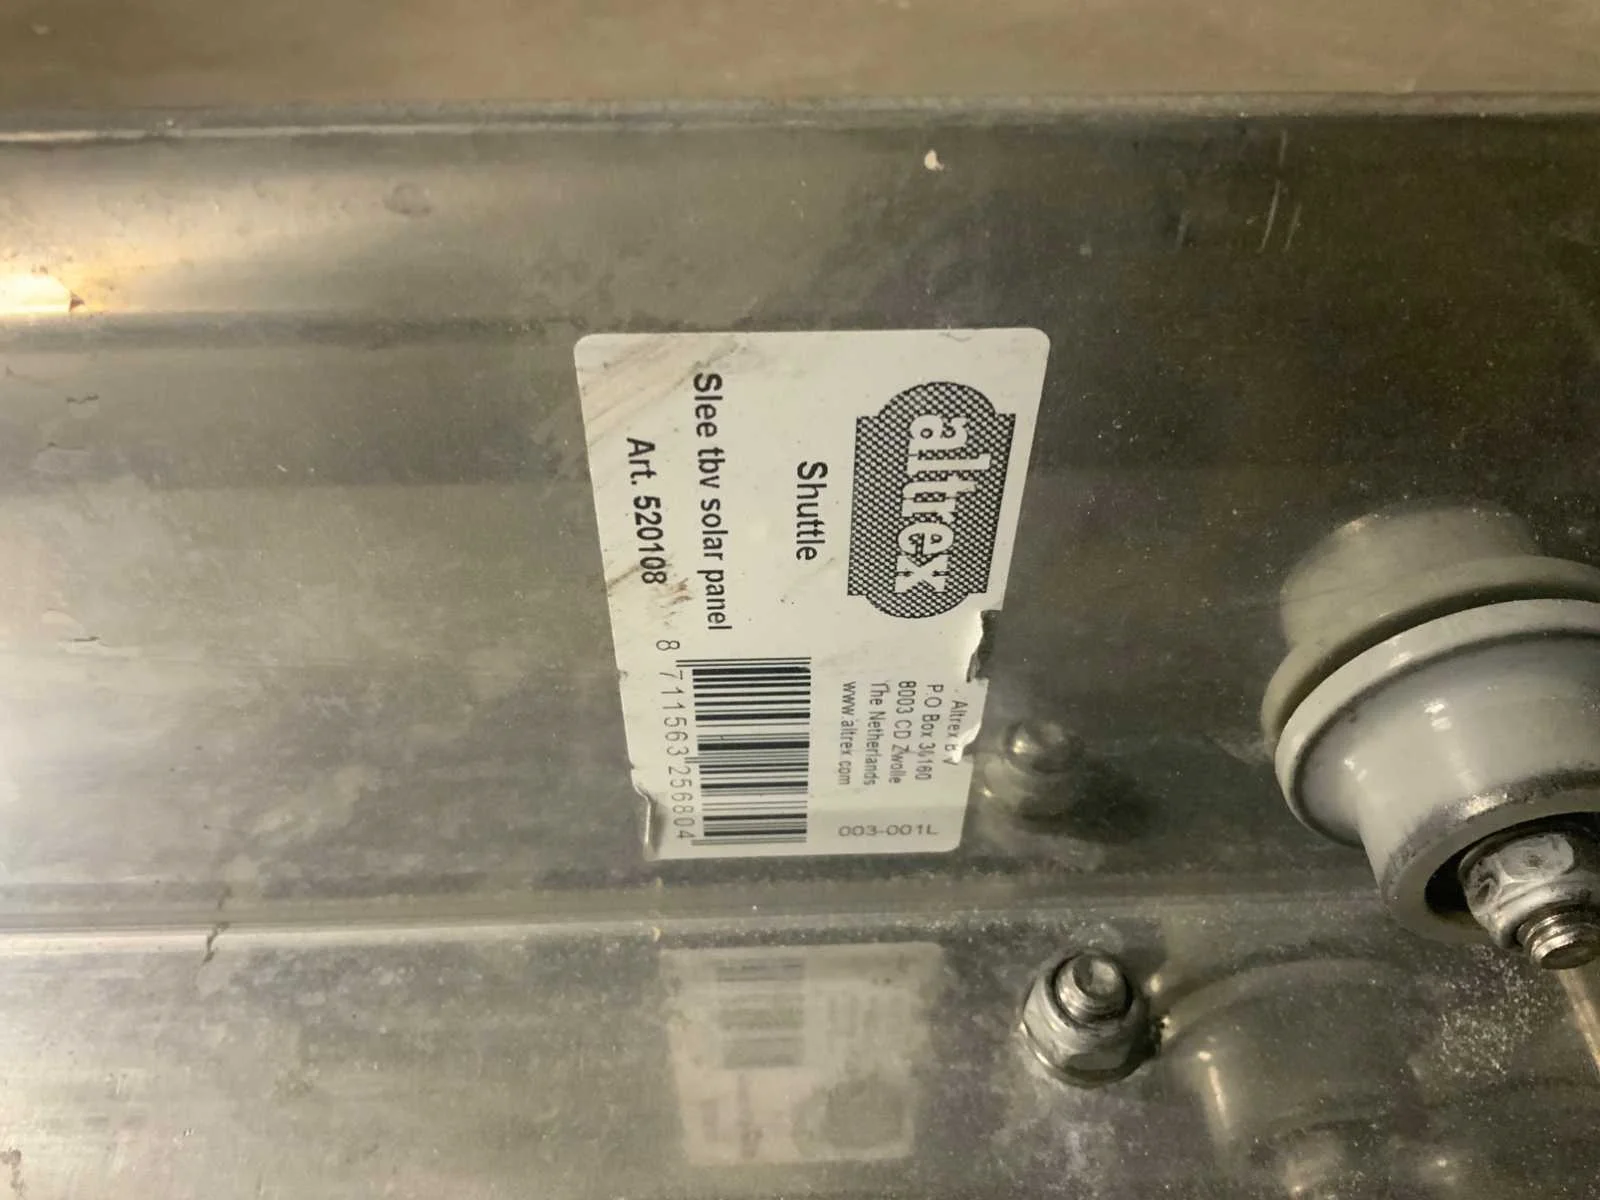 altrex
Shuttle
Slee tbv solar panel
Art. 520108
Altrex B V
P.O Box 30160
8003 CD Zwolle
The Netherlands
www.altrex.com
003-001L
8 711563 256804